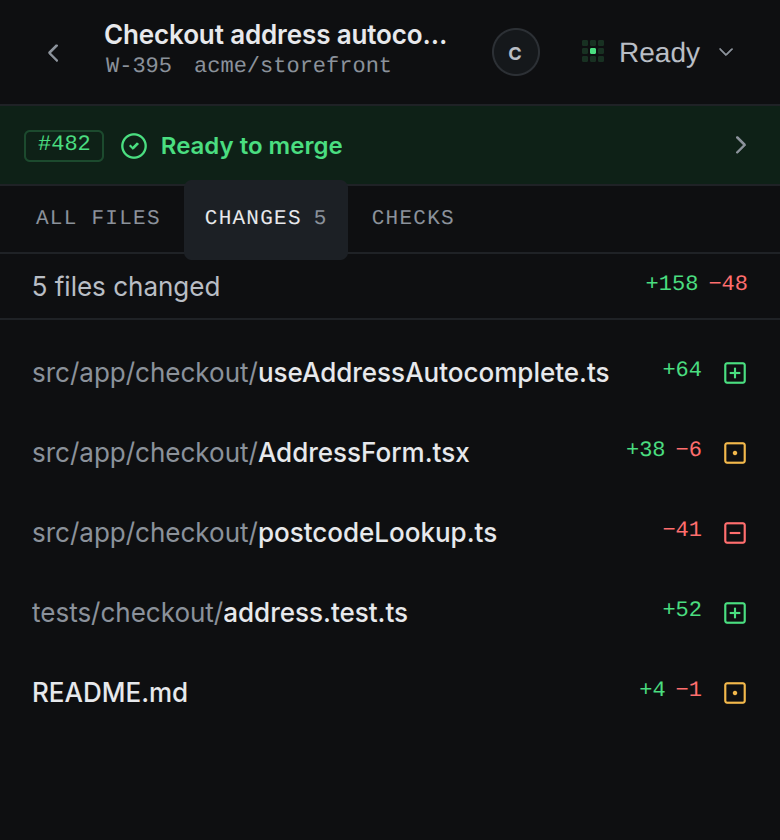 Checkout address autoco...
W-395 acme/storefront
C
Ready
#482 Ready to merge
ALL FILES CHANGES 5 CHECKS
5 files changed +158 −48
src/app/checkout/useAddressAutocomplete.ts +64
src/app/checkout/AddressForm.tsx +38 −6
src/app/checkout/postcodeLookup.ts −41
tests/checkout/address.test.ts +52
README.md +4 −1